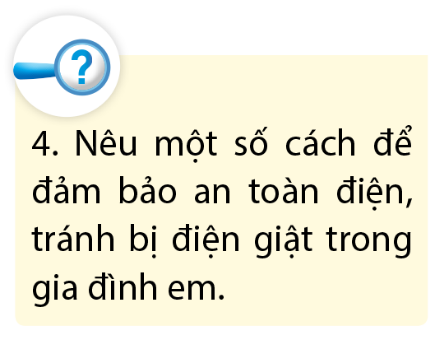 ?
4. Nêu một số cách để
đảm bảo an toàn điện,
tránh bị điện giật trong
gia đình em.